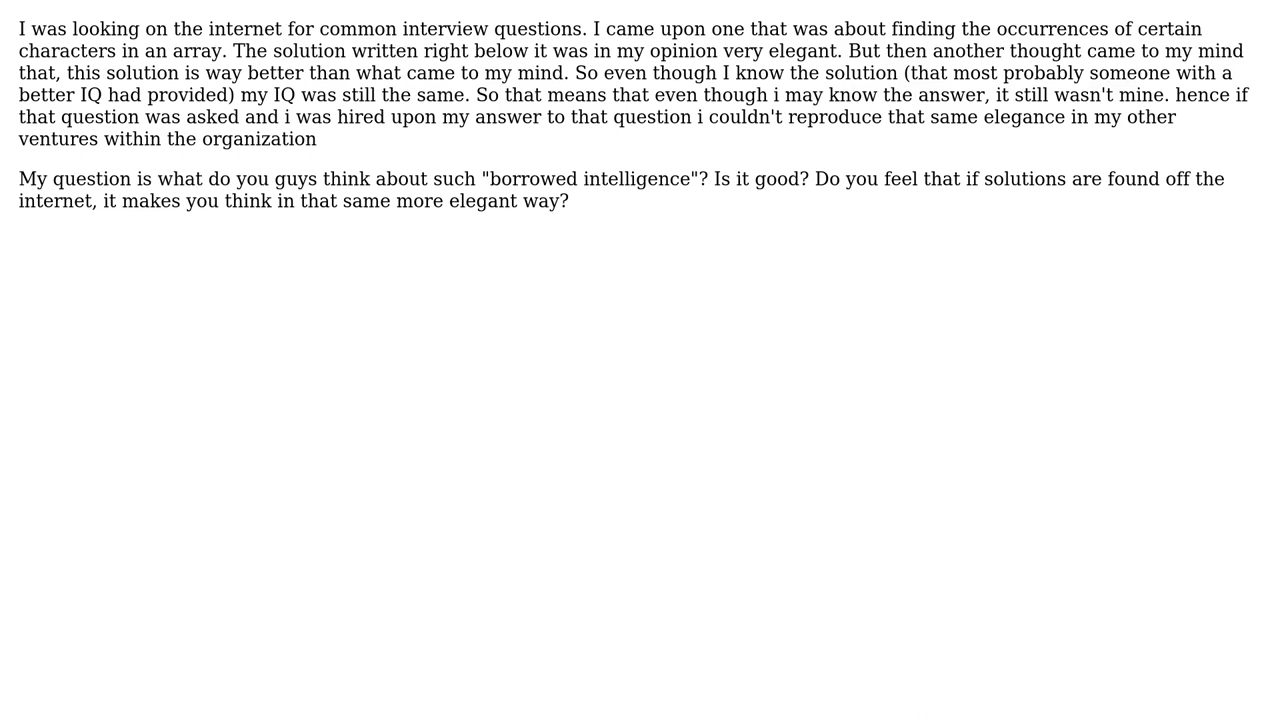 I was looking on the internet for common interview questions. I came upon one that was about finding the occurrences of certain
characters in an array. The solution written right below it was in my opinion very elegant. But then another thought came to my mind
that, this solution is way better than what came to my mind. So even though I know the solution (that most probably someone with a
better IQ had provided) my IQ was still the same. So that means that even though i may know the answer, it still wasn't mine. hence if
that question was asked and i was hired upon my answer to that question i couldn't reproduce that same elegance in my other
ventures within the organization
My question is what do you guys think about such "borrowed intelligence"? Is it good? Do you feel that if solutions are found off the
internet, it makes you think in that same more elegant way?